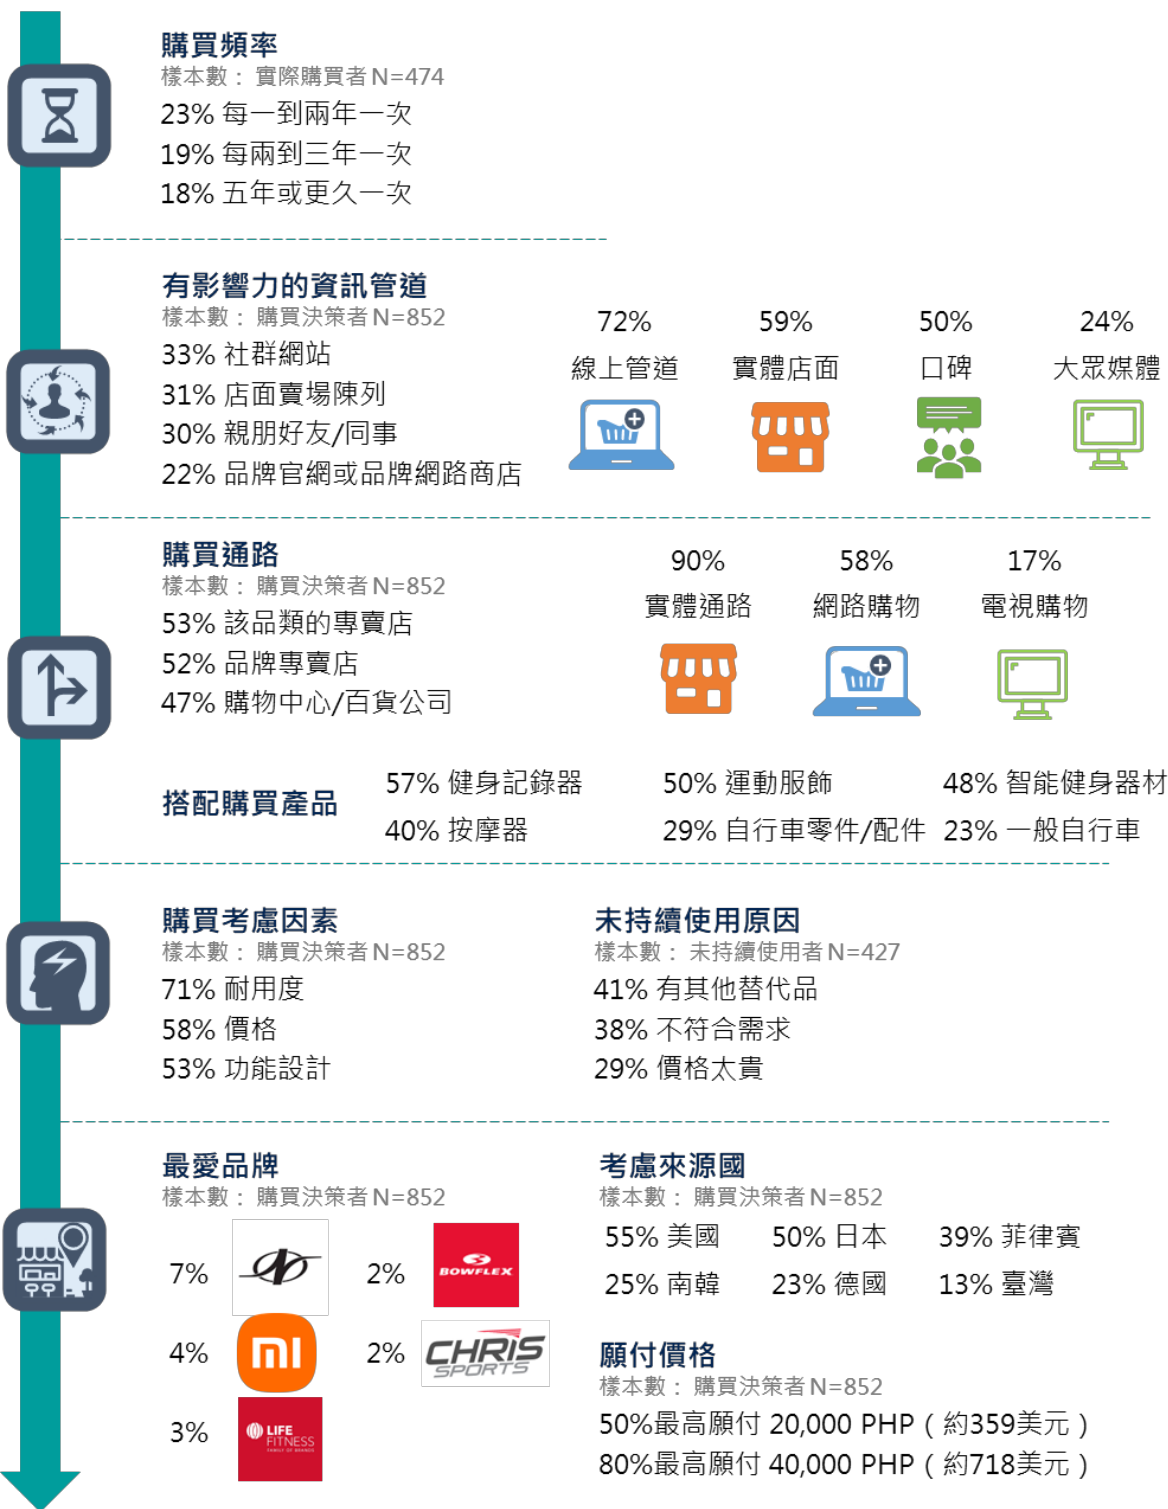 購買頻率
樣本數：實際購買者 N=474
23% 每一到兩年一次
19% 每兩到三年一次
18% 五年或更久一次
有影響力的資訊管道
樣本數：購買決策者 N=852
33% 社群網站
31% 店面賣場陳列
30% 親朋好友/同事
22% 品牌官網或品牌網路商店
72% 59% 50% 24%
線上管道 實體店面 口碑 大眾媒體
購買通路
樣本數：購買決策者 N=852
53% 該品類的專賣店
52% 品牌專賣店
47% 購物中心/百貨公司
90% 58% 17%
實體通路 網路購物 電視購物
搭配購買產品
57% 健身記錄器 50% 運動服飾 48% 智能健身器材
40% 按摩器 29% 自行車零件/配件 23% 一般自行車
購買考慮因素
樣本數：購買決策者 N=852
71% 耐用度
58% 價格
53% 功能設計
未持續使用原因
樣本數：未持續使用者 N=427
41% 有其他替代品
38% 不符合需求
29% 價格太貴
最愛品牌
樣本數：購買決策者 N=852
7% 2% BOWFLEX
4% mi 2% CHRIS SPORTS
3% LIFE FITNESS
FAMILY OF BRANDS
考慮來源國
樣本數：購買決策者 N=852
55% 美國 50% 日本 39% 菲律賓
25% 南韓 23% 德國 13% 臺灣
願付價格
樣本數：購買決策者 N=852
50%最高願付 20,000 PHP（約359美元）
80%最高願付 40,000 PHP（約718美元）